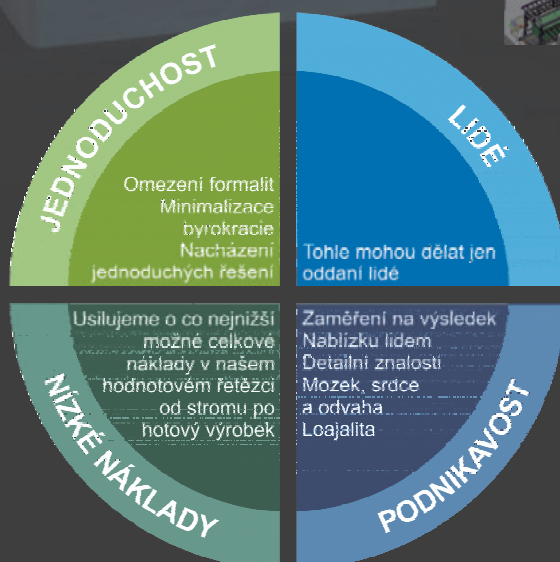 JEDNODUCHOST
Omezení formalit
Minimalizace
byrokracie
Nacházení
jednoduchých řešení
LIDÉ
Tohle mohou dělat jen
oddaní lidé
NÍZKÉ NÁKLADY
Usilujeme o co nejnižší
možné celkové
náklady v našem
hodnotovém řetězci
od stromu po
hotový výrobek
PODNIKAVOST
Zaměření na výsledek
Nablízku lidem
Detailní znalosti
Mozek, srdce
a odvaha
Loajalita